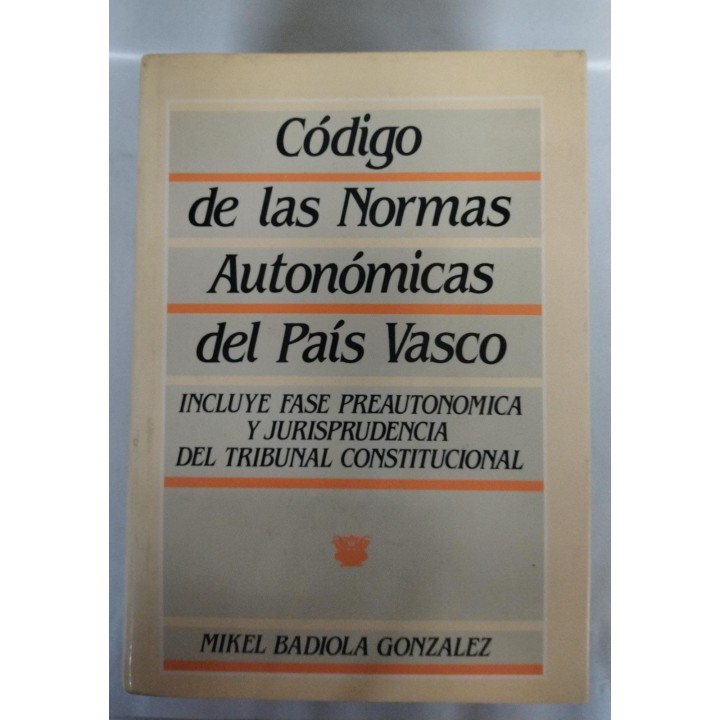 Código
de las Normas
Autonómicas
del País Vasco
INCLUYE FASE PREAUTONOMICA
Y JURISPRUDENCIA
DEL TRIBUNAL CONSTITUCIONAL
MIKEL BADIOLA GONZALEZ